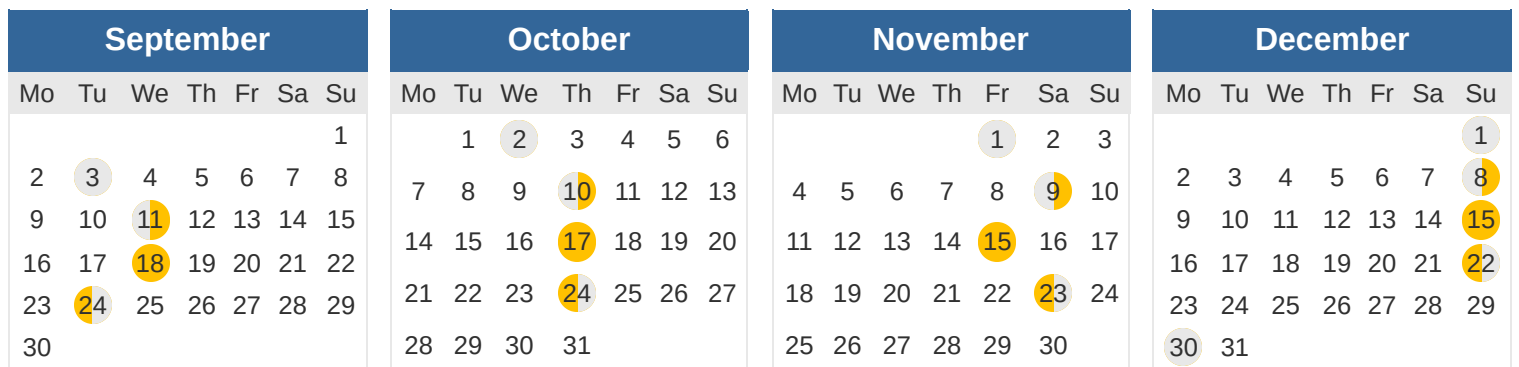 September
Mo Tu We Th Fr Sa Su
1
2 3 4 5 6 7 8
9 10 11 12 13 14 15
16 17 18 19 20 21 22
23 24 25 26 27 28 29
30
October
Mo Tu We Th Fr Sa Su
1 2 3 4 5 6
7 8 9 10 11 12 13
14 15 16 17 18 19 20
21 22 23 24 25 26 27
28 29 30 31
November
Mo Tu We Th Fr Sa Su
1 2 3
4 5 6 7 8 9 10
11 12 13 14 15 16 17
18 19 20 21 22 23 24
25 26 27 28 29 30
December
Mo Tu We Th Fr Sa Su
1
2 3 4 5 6 7 8
9 10 11 12 13 14 15
16 17 18 19 20 21 22
23 24 25 26 27 28 29
30 31